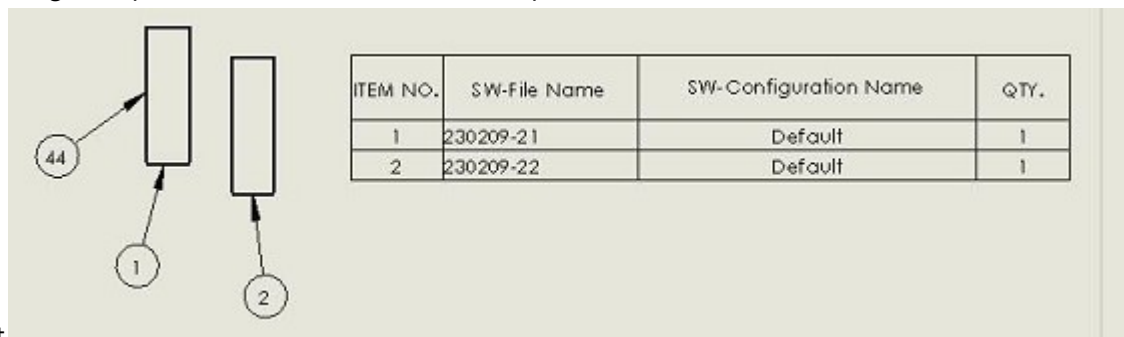 ITEM NO. SW-File Name SW-Configuration Name QTY.
1 230209-21 Default 1
2 230209-22 Default 1
44
1
2